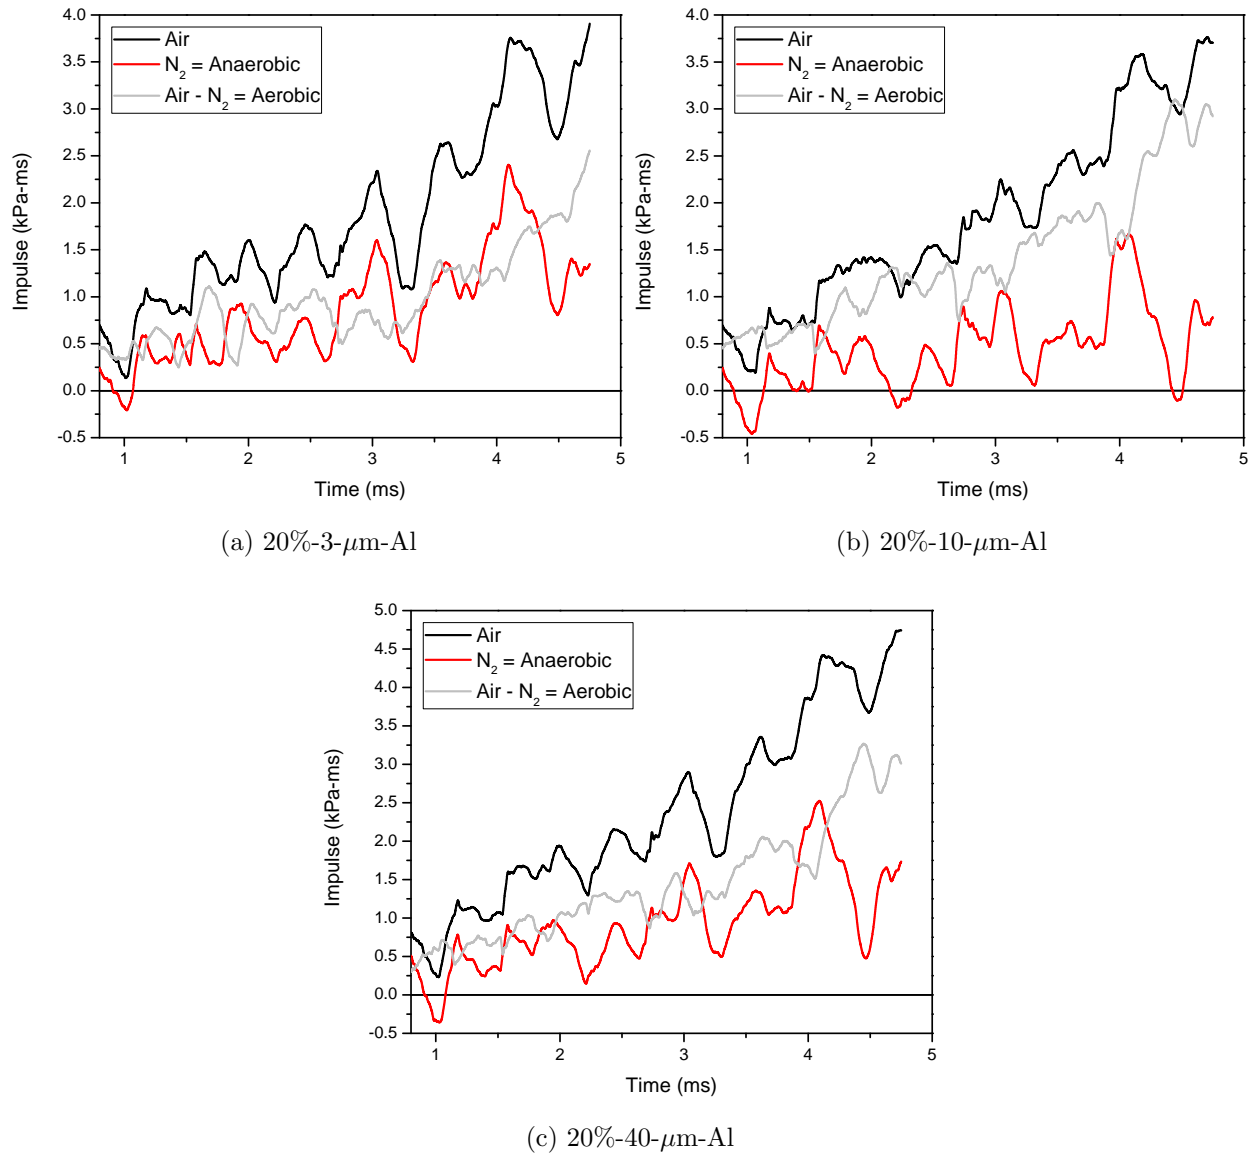 4.0
3.5
3.0
2.5
2.0
1.5
1.0
0.5
0.0
-0.5
Impulse (kPa-ms)
Air
N₂ = Anaerobic
Air - N₂ = Aerobic
1 2 3 4 5
Time (ms)
(a) 20%-3-μm-Al
4.0
3.5
3.0
2.5
2.0
1.5
1.0
0.5
0.0
-0.5
Impulse (kPa-ms)
Air
N₂ = Anaerobic
Air - N₂ = Aerobic
1 2 3 4 5
Time (ms)
(b) 20%-10-μm-Al
5.0
4.5
4.0
3.5
3.0
2.5
2.0
1.5
1.0
0.5
0.0
-0.5
Impulse (kPa-ms)
Air
N₂ = Anaerobic
Air - N₂ = Aerobic
1 2 3 4 5
Time (ms)
(c) 20%-40-μm-Al